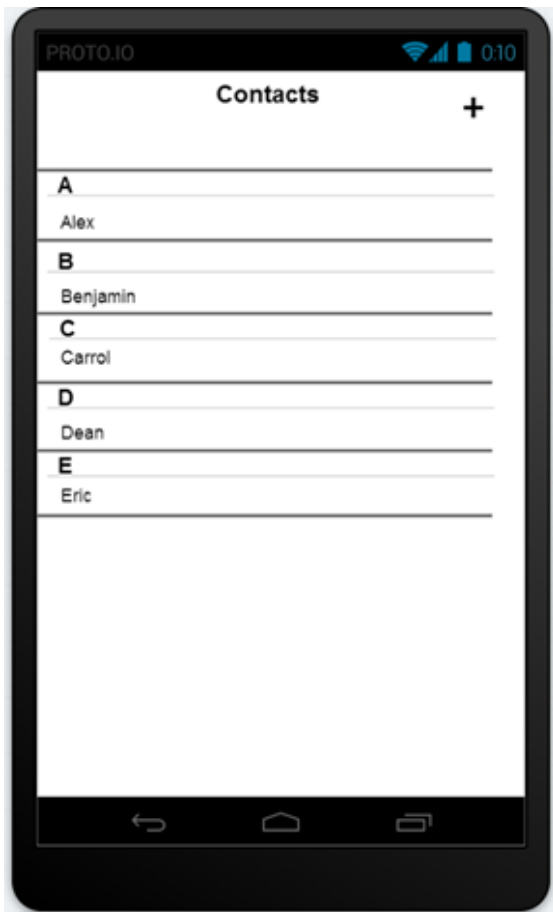 PROTO.IO 0:10
Contacts
+
A
Alex
B
Benjamin
C
Carrol
D
Dean
E
Eric